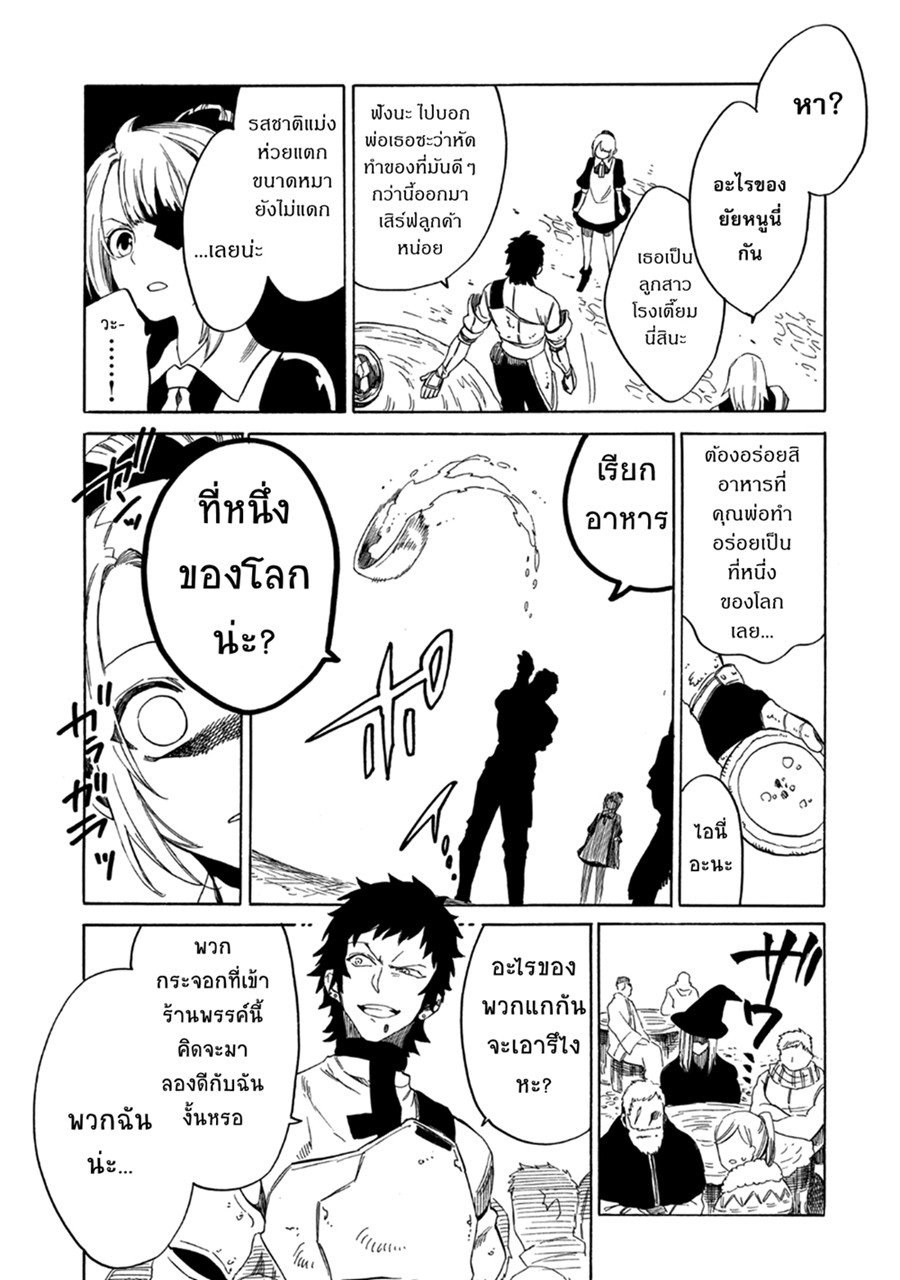 หา?
อะไรของ
ยัยหนูนี่
กัน
เธอเป็น
ลูกสาว
โรงเตี๊ยม
นี่สินะ
ฟังนะ ไปบอก
พ่อเธอซะว่าหัด
ทำของที่มันดีๆ
กว่านี้ออกมา
เสิร์ฟลูกค้า
หน่อย
รสชาติแม่ง
ห่วยแตก
ขนาดหมา
ยังไม่แดก
...เลยน่ะ
วะ-
......!
ต้องอร่อยสิ
อาหารที่
คุณพ่อทำ
อร่อยเป็น
ที่หนึ่ง
ของโลก
เลย...
ไอนี่
อะนะ
เรียก
อาหาร
ポイ
ที่หนึ่ง
ของโลก
น่ะ?
ガラガラ
ザワ
อะไรของ
พวกแกกัน
จะเอารึไง
หะ?
พวก
กระจอกที่เข้า
ร้านพรรค์นี้
คิดจะมา
ลองดีกับฉัน
งั้นหรอ
พวกฉัน
น่ะ...